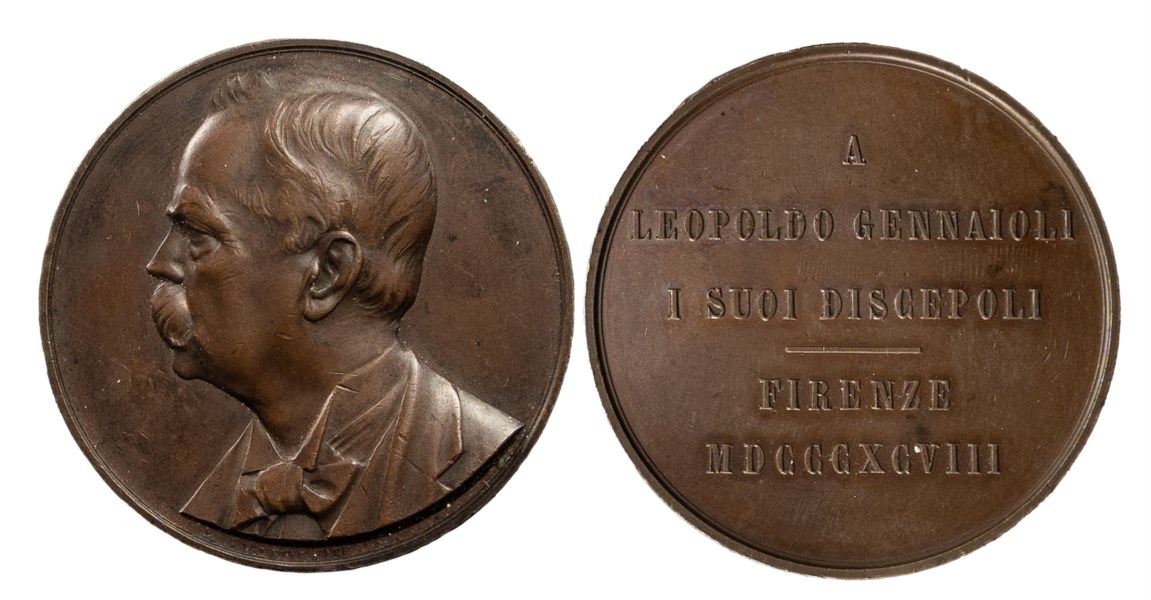 A
LEOPOLDO GENNAIOLI
I SUOI DISCEPOLI
FIRENZE
MDCCCXCVIII